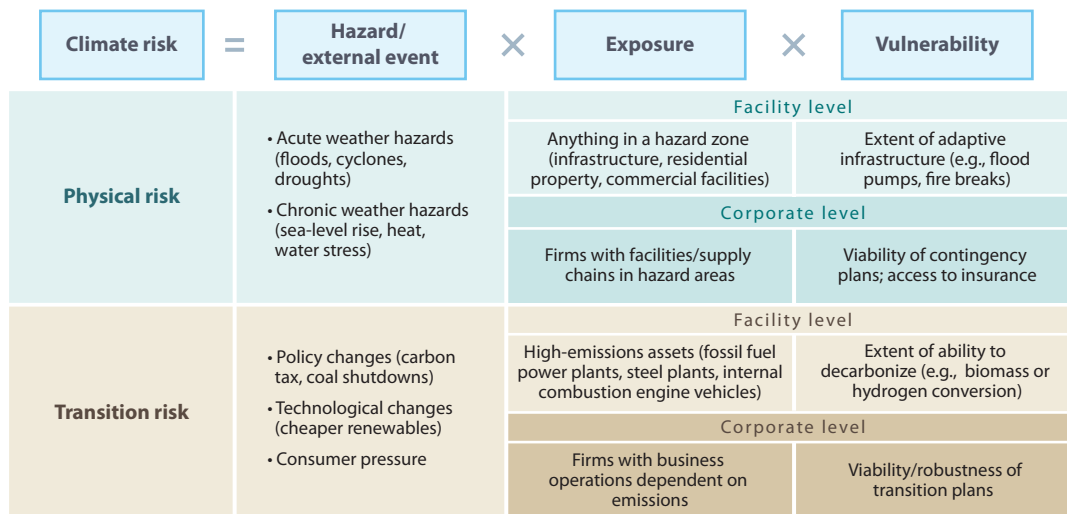 Climate risk
=
Hazard/
external event
×
Exposure
×
Vulnerability
Physical risk
• Acute weather hazards
(floods, cyclones,
droughts)
• Chronic weather hazards
(sea-level rise, heat,
water stress)
Facility level
Anything in a hazard zone
(infrastructure, residential
property, commercial facilities)
Extent of adaptive
infrastructure (e.g., flood
pumps, fire breaks)
Corporate level
Firms with facilities/supply
chains in hazard areas
Viability of contingency
plans; access to insurance
Transition risk
• Policy changes (carbon
tax, coal shutdowns)
• Technological changes
(cheaper renewables)
• Consumer pressure
Facility level
High-emissions assets (fossil fuel
power plants, steel plants, internal
combustion engine vehicles)
Extent of ability to
decarbonize (e.g., biomass or
hydrogen conversion)
Corporate level
Firms with business
operations dependent on
emissions
Viability/robustness of
transition plans